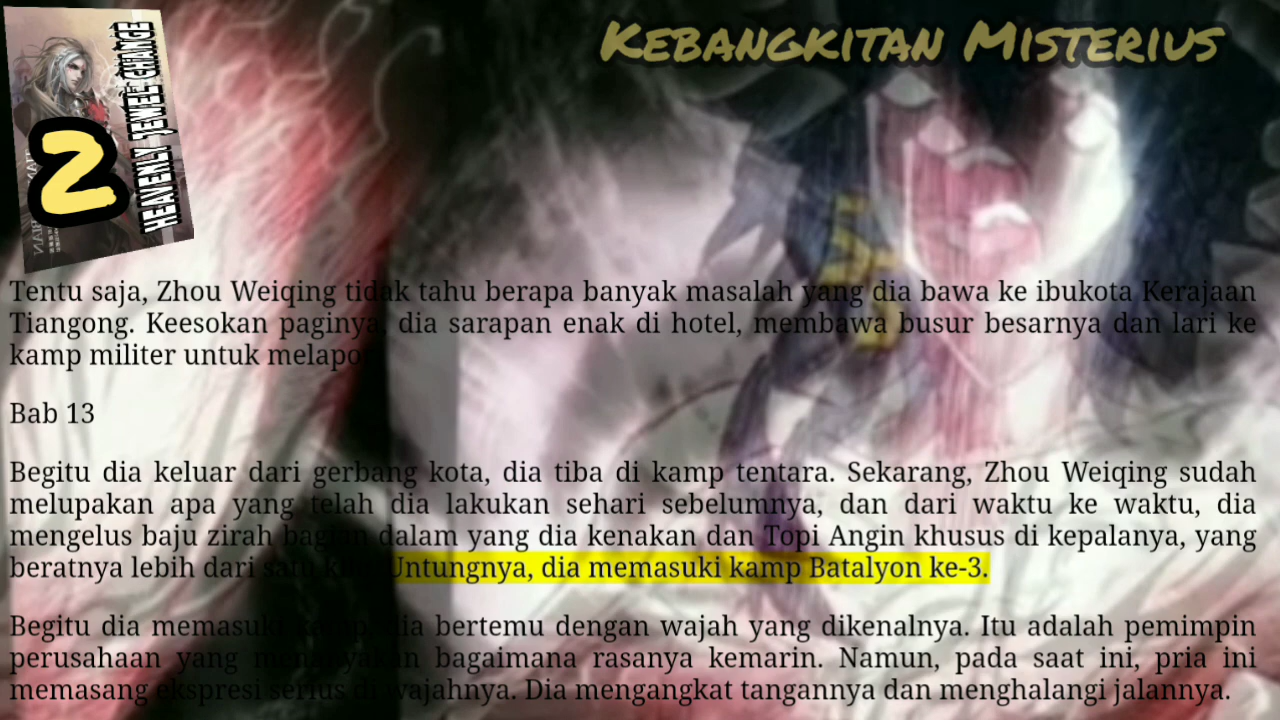 Kebangkitan Misterius
HEAVENLY JEWEL CHANGE
2
Tentu saja, Zhou Weiqing tidak tahu berapa banyak masalah yang dia bawa ke ibukota Kerajaan
Tiangong. Keesokan paginya, dia sarapan enak di hotel, membawa busur besarnya dan lari ke
kamp militer untuk melapor
Bab 13
Begitu dia keluar dari gerbang kota, dia tiba di kamp tentara. Sekarang, Zhou Weiqing sudah
melupakan apa yang telah dia lakukan sehari sebelumnya, dan dari waktu ke waktu, dia
mengelus baju zirah bagian dalam yang dia kenakan dan Topi Angin khusus di kepalanya, yang
beratnya lebih dari satu Untungnya, dia memasuki kamp Batalyon ke-3.
Begitu dia memasuki kamp, dia bertemu dengan wajah yang dikenalnya. Itu adalah pemimpin
perusahaan yang menanyakan bagaimana rasanya kemarin. Namun, pada saat ini, pria ini
memasang ekspresi serius di wajahnya. Dia mengangkat tangannya dan menghalangi jalannya.